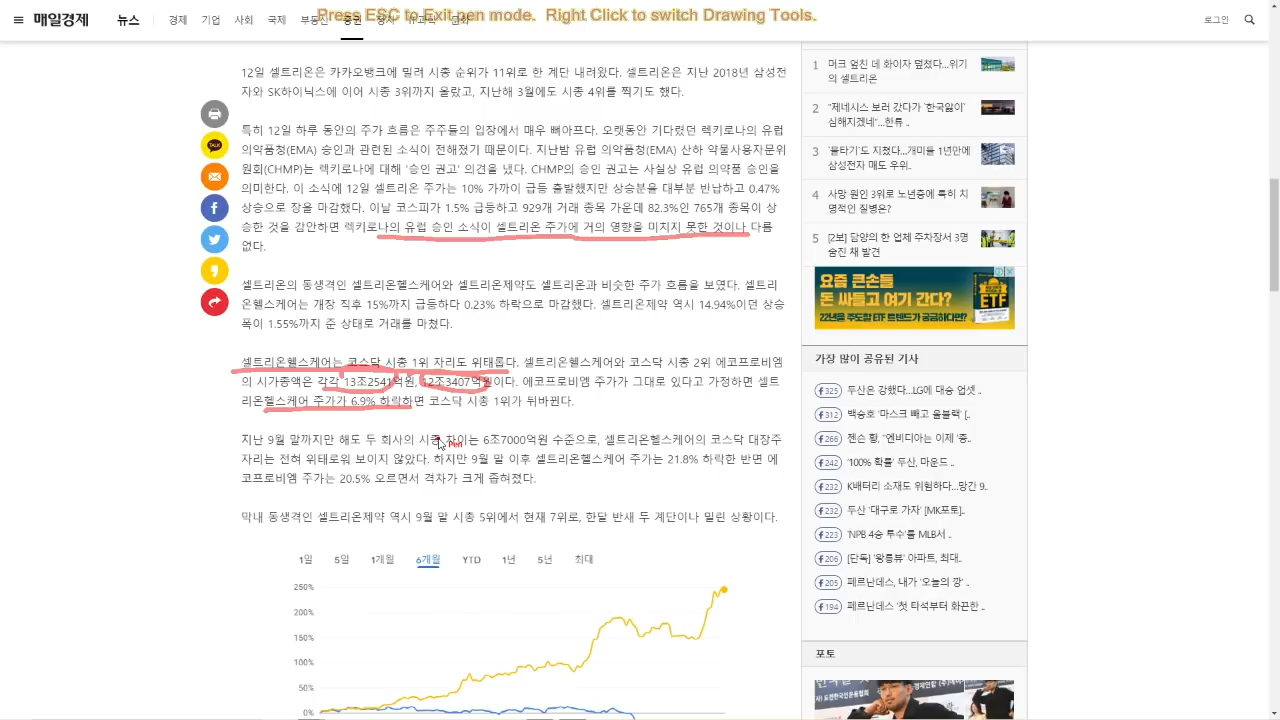 매일경제
뉴스
경제 기업 사회 국제
Press ESC to Exit pen mode. Right Click to switch Drawing Tools.
로그인
12일 셀트리온은 카카오뱅크에 밀려 시총 순위가 11위로 한 계단 내려왔다. 셀트리온은 지난 2018년 삼성전
자와 SK하이닉스에 이어 시총 3위까지 올랐고, 지난해 3월에도 시총 4위를 찍기도 했다.
특히 12일 하루 동안의 주가 흐름은 주주들의 입장에서 매우 뼈아프다. 오랫동안 기다렸던 렉키로나의 유럽
의약품청(EMA) 승인과 관련된 소식이 전해졌기 때문이다. 지난밤 유럽 의약품청(EMA) 산하 약물사용자문위
원회(CHMP)는 렉키로나에 대해 '승인 권고' 의견을 냈다. CHMP의 승인 권고는 사실상 유럽 의약품 승인을
의미한다. 이 소식에 12일 셀트리온 주가는 10% 가까이 급등 출발했지만 상승분을 대부분 반납하고 0.47%
상승으로 장을 마감했다. 이날 코스피가 1.5% 급등하고 929개 거래 종목 가운데 82.3%인 765개 종목이 상
승한 것을 감안하면 렉키로나의 유럽 승인 소식이 셀트리온 주가에 거의 영향을 미치지 못한 것이나 다름
없다.
셀트리온의 동생격인 셀트리온헬스케어와 셀트리온제약도 셀트리온과 비슷한 주가 흐름을 보였다. 셀트리
온헬스케어는 개장 직후 15%까지 급등하다 0.23% 하락으로 마감했다. 셀트리온제약 역시 14.94%이던 상승
폭이 1.55%까지 준 상태로 거래를 마쳤다.
셀트리온헬스케어는 코스닥 시총 1위 자리도 위태롭다. 셀트리온헬스케어와 코스닥 시총 2위 에코프로비엠
의 시가총액은 각각 13조2541억원, 12조3407억원이다. 에코프로비엠 주가가 그대로 있다고 가정하면 셀트
리온헬스케어 주가가 6.9% 하락하면 코스닥 시총 1위가 뒤바뀐다.
지난 9월 말까지만 해도 두 회사의 시총 차이는 6조7000억원 수준으로, 셀트리온헬스케어의 코스닥 대장주
Pen
자리는 전혀 위태로워 보이지 않았다. 하지만 9월 말 이후 셀트리온헬스케어 주가는 21.8% 하락한 반면 에
코프로비엠 주가는 20.5% 오르면서 격차가 크게 좁혀졌다.
막내 동생격인 셀트리온제약 역시 9월 말 시총 5위에서 현재 7위로, 한달 반새 두 계단이나 밀린 상황이다.
1일 5일 1개월 6개월 YTD 1년 5년 최대
250%
200%
150%
100%
50%
0%
1 머크 덮친 데 화이자 덮쳤다...위기
의 셀트리온
2 "제네시스 보러 갔다가 '한국앓이'
심해지겠네"...한류 ..
3 '물타기'도 지쳤다...개미들 1년만에
삼성전자 매도 우위..
4 사망 원인 3위로 노년층에 특히 치
명적인 질병은?
5 [2보] 담양의 한 업체 주차장서 3명
숨진 채 발견
요즘 큰손들
돈 싸들고 여기 간다?
22년을 주도할 ETF 트렌드가 궁금하다면?
ETF
가장 많이 공유된 기사
325 두산은 강했다...LG에 대승 업셋 ..
312 백승호 "마스크 빼고 올블랙' [..
266 젠슨 황, "엔비디아는 이제 '종..
242 '100% 확률' 두산, 마운드 ..
232 K배터리 소재도 위험하다...망간 9..
232 두산 '대구로 가자' [MK포토]..
223 'NPB 4승 투수'를 MLB서 ..
206 [단독] '왕릉뷰' 아파트, 최대..
205 페르난데스, 내가 '오늘의 깡' ..
194 페르난데스 '첫 타석부터 화끈한 ..
포토